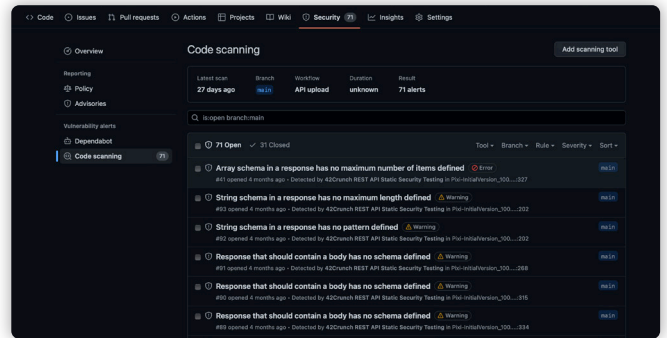 Code Issues Pull requests Actions Projects Wiki Security 71 Insights Settings
Overview
Reporting
Policy
Advisories
Vulnerability alerts
Dependabot
Code scanning 71
Code scanning
Add scanning tool
Latest scan Branch Workflow Duration Result
27 days ago main API upload unknown 71 alerts
is:open branch:main
71 Open 31 Closed Tool Branch Rule Severity Sort
Array schema in a response has no maximum number of items defined Error main
#41 opened 4 months ago • Detected by 42Crunch REST API Static Security Testing in Pixi-initialVersion_100....:327
String schema in a response has no maximum length defined Warning main
#93 opened 4 months ago • Detected by 42Crunch REST API Static Security Testing in Pixi-initialVersion_100....:202
String schema in a response has no pattern defined Warning main
#92 opened 4 months ago • Detected by 42Crunch REST API Static Security Testing in Pixi-initialVersion_100....:202
Response that should contain a body has no schema defined Warning main
#91 opened 4 months ago • Detected by 42Crunch REST API Static Security Testing in Pixi-initialVersion_100....:268
Response that should contain a body has no schema defined Warning main
#90 opened 4 months ago • Detected by 42Crunch REST API Static Security Testing in Pixi-initialVersion_100....:315
Response that should contain a body has no schema defined Warning main
#89 opened 4 months ago • Detected by 42Crunch REST API Static Security Testing in Pixi-initialVersion_100....:334